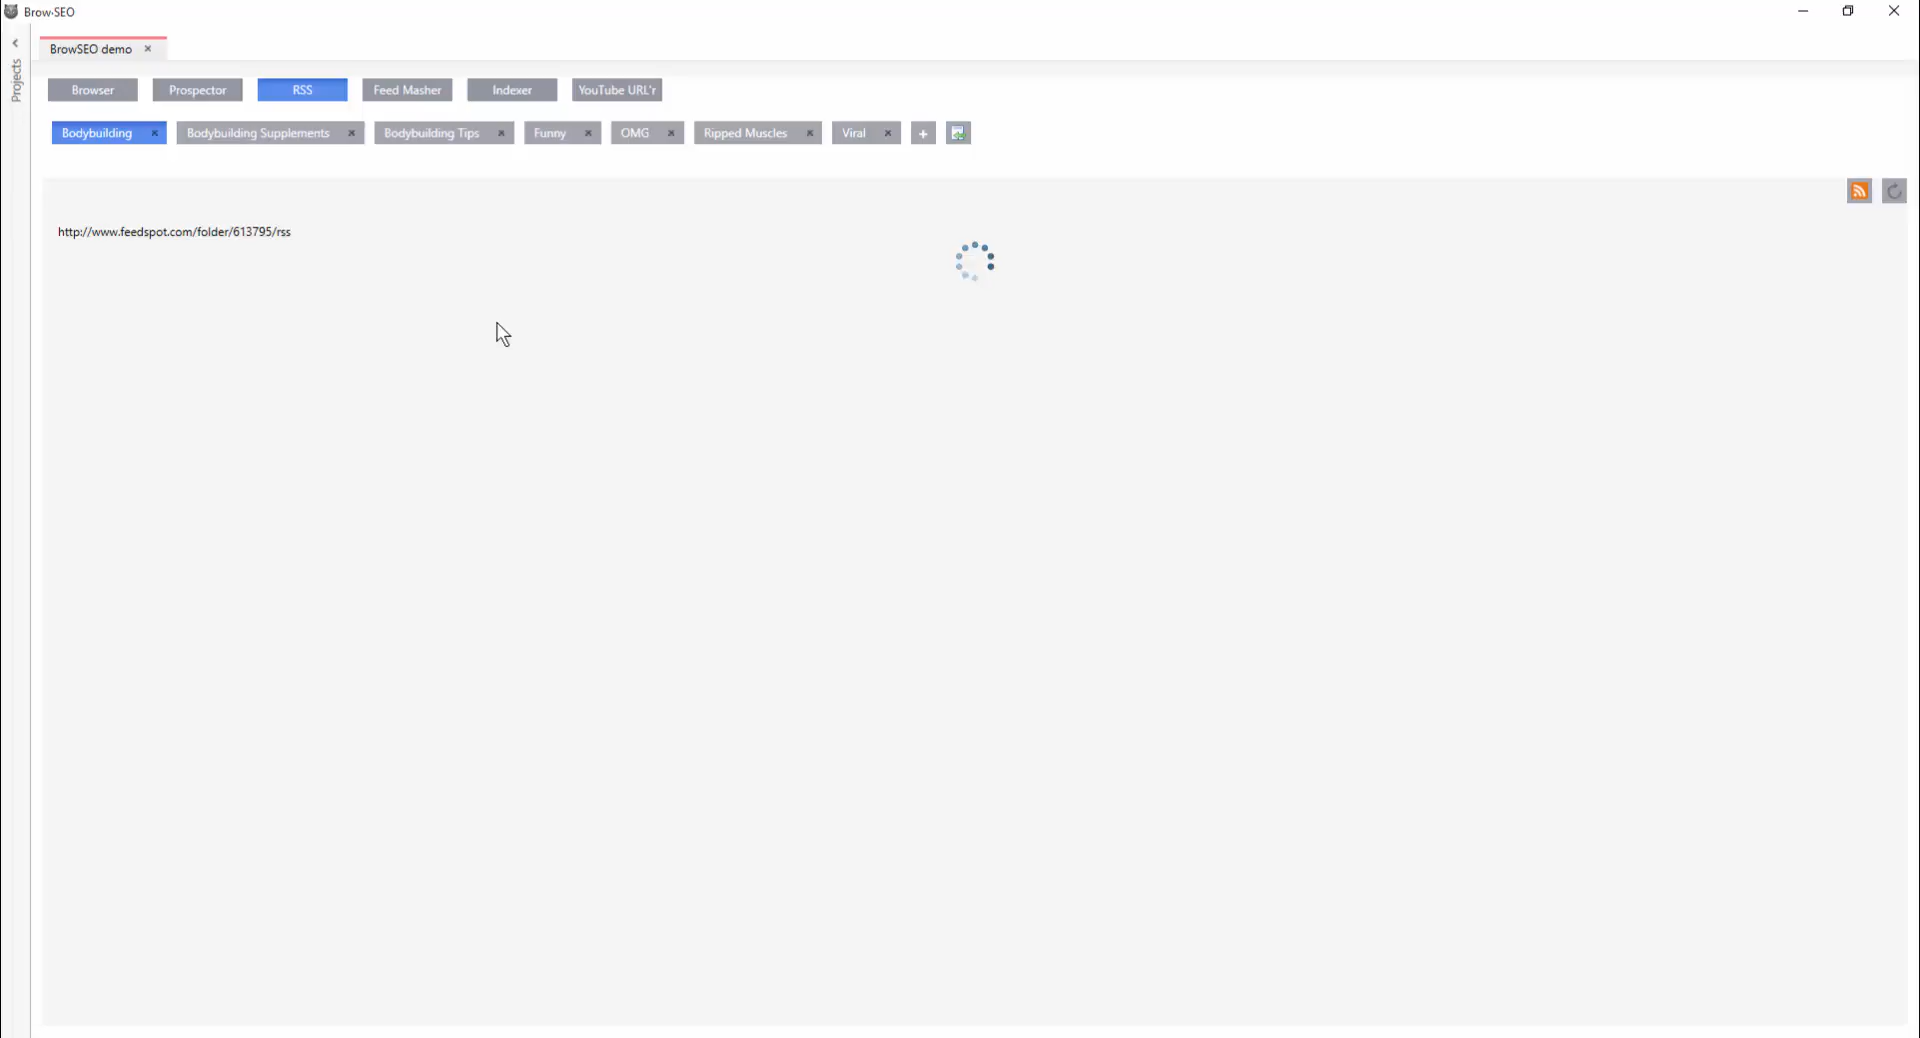 Brow·SEO
BrowSEO demo
Projects
Browser Prospector RSS Feed Masher Indexer YouTube URL'r
Bodybuilding Bodybuilding Supplements Bodybuilding Tips Funny OMG Ripped Muscles Viral
http://www.feedspot.com/folder/613795/rss